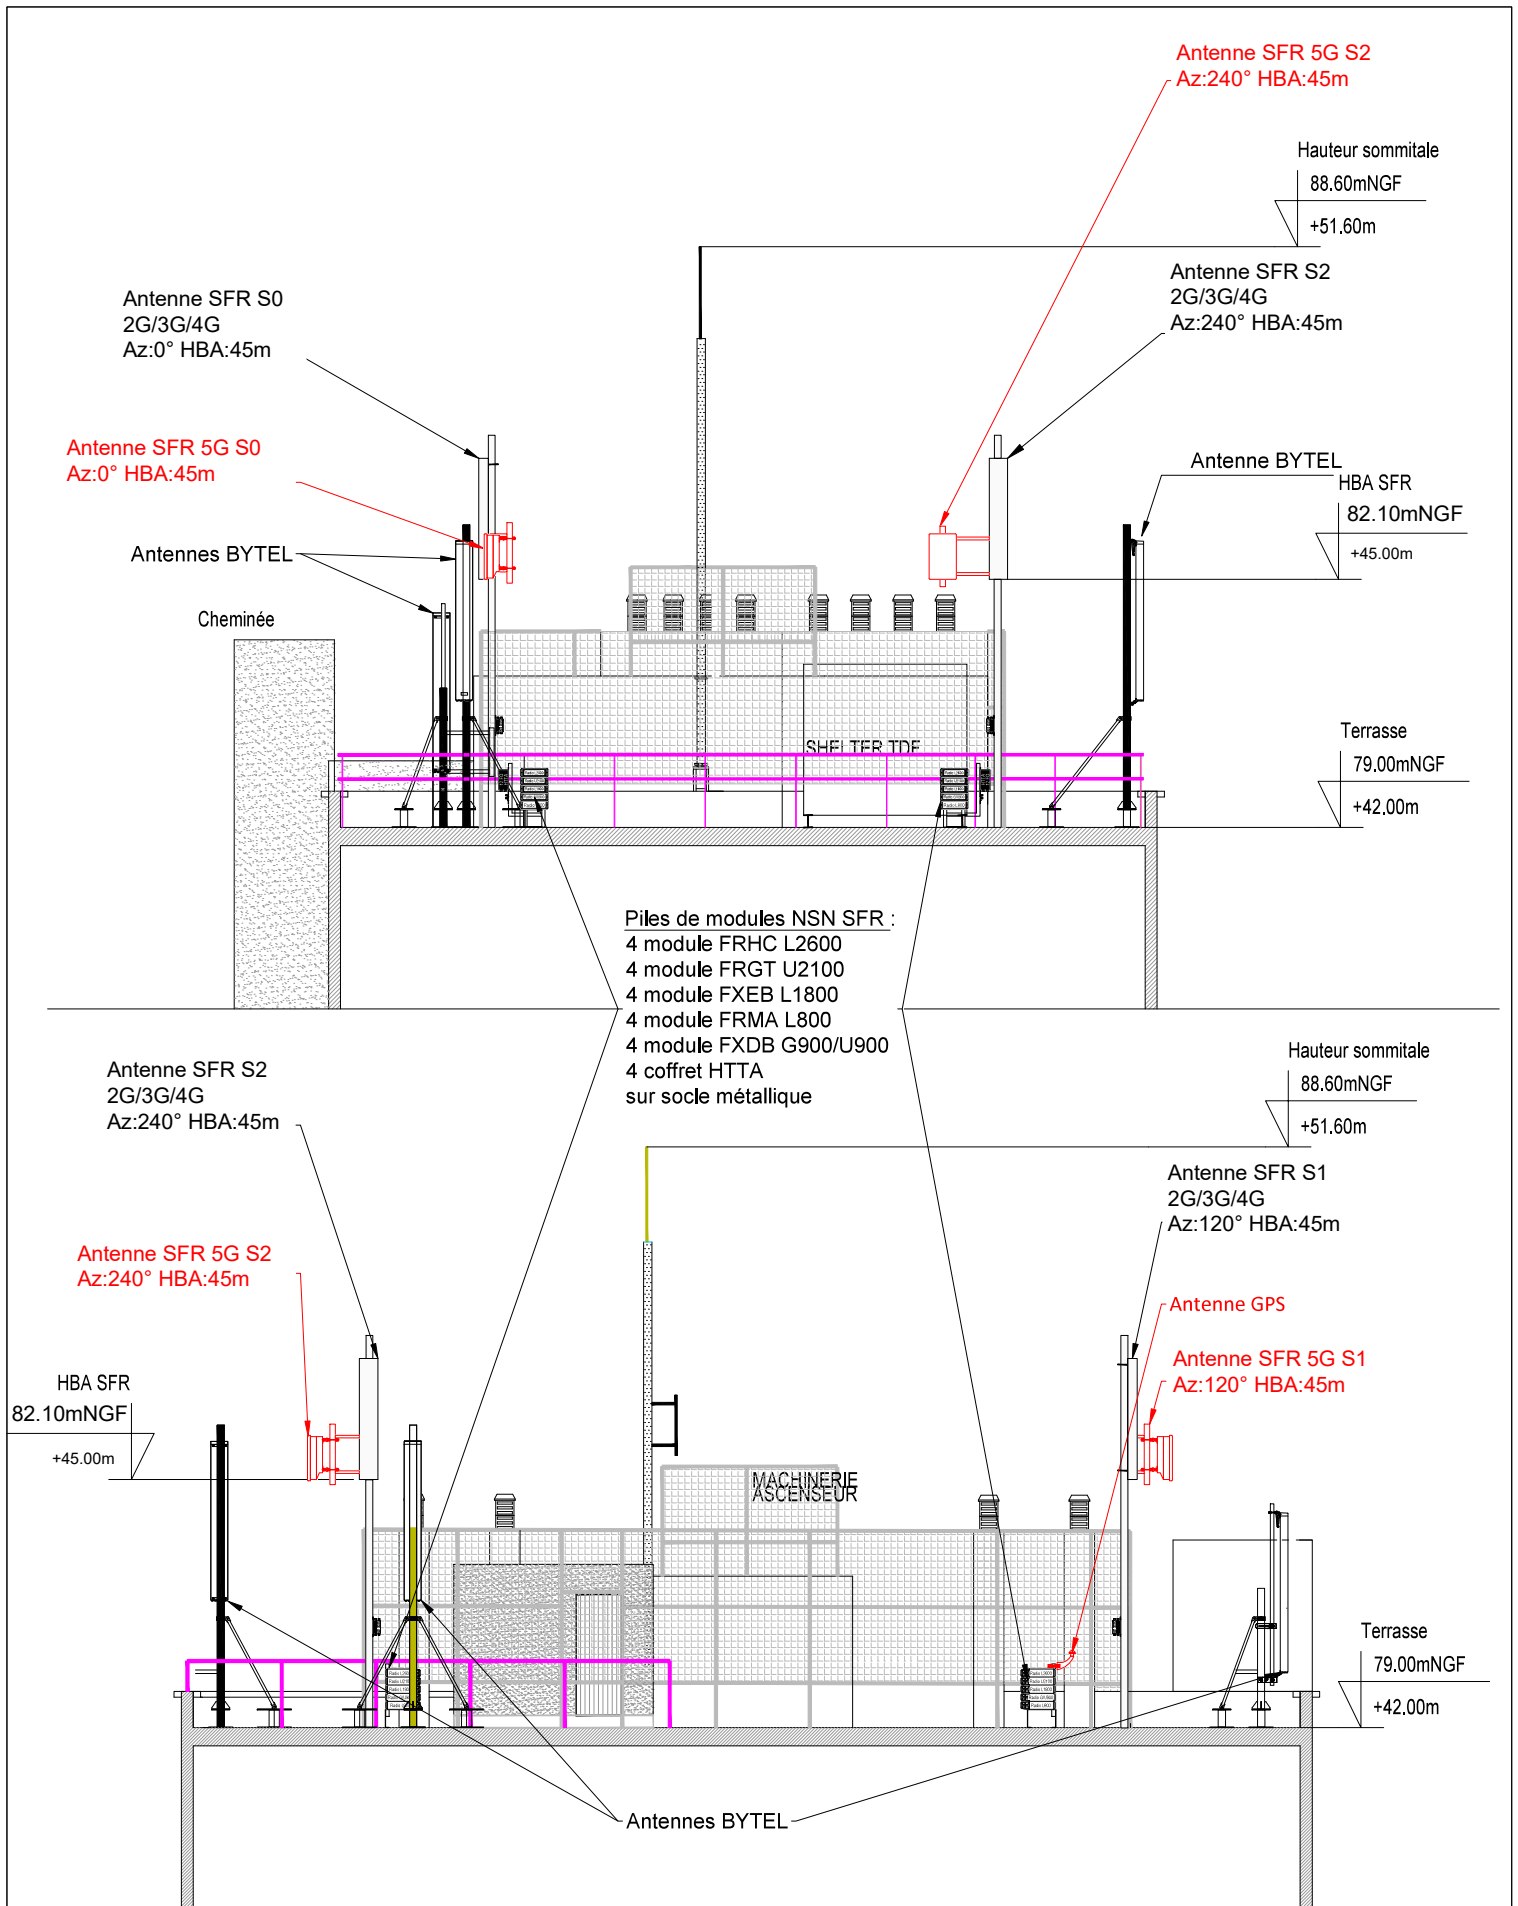 Antenne SFR 5G S2
Az:240° HBA:45m
Hauteur sommitale
88.60mNGF
+51.60m
Antenne SFR S2
2G/3G/4G
Az:240° HBA:45m
Antenne SFR S0
2G/3G/4G
Az:0° HBA:45m
Antenne SFR 5G S0
Az:0° HBA:45m
Antenne BYTEL
HBA SFR
82.10mNGF
+45.00m
Antennes BYTEL
Cheminée
SHELTER TDF
Terrasse
79.00mNGF
+42.00m
Piles de modules NSN SFR :
4 module FRHC L2600
4 module FRGT U2100
4 module FXEB L1800
4 module FRMA L800
4 module FXDB G900/U900
4 coffret HTTA
sur socle métallique
Hauteur sommitale
88.60mNGF
+51.60m
Antenne SFR S2
2G/3G/4G
Az:240° HBA:45m
Antenne SFR S1
2G/3G/4G
Az:120° HBA:45m
Antenne SFR 5G S2
Az:240° HBA:45m
Antenne GPS
Antenne SFR 5G S1
Az:120° HBA:45m
HBA SFR
82.10mNGF
+45.00m
MACHINERIE
ASCENSEUR
Terrasse
79.00mNGF
+42.00m
Antennes BYTEL